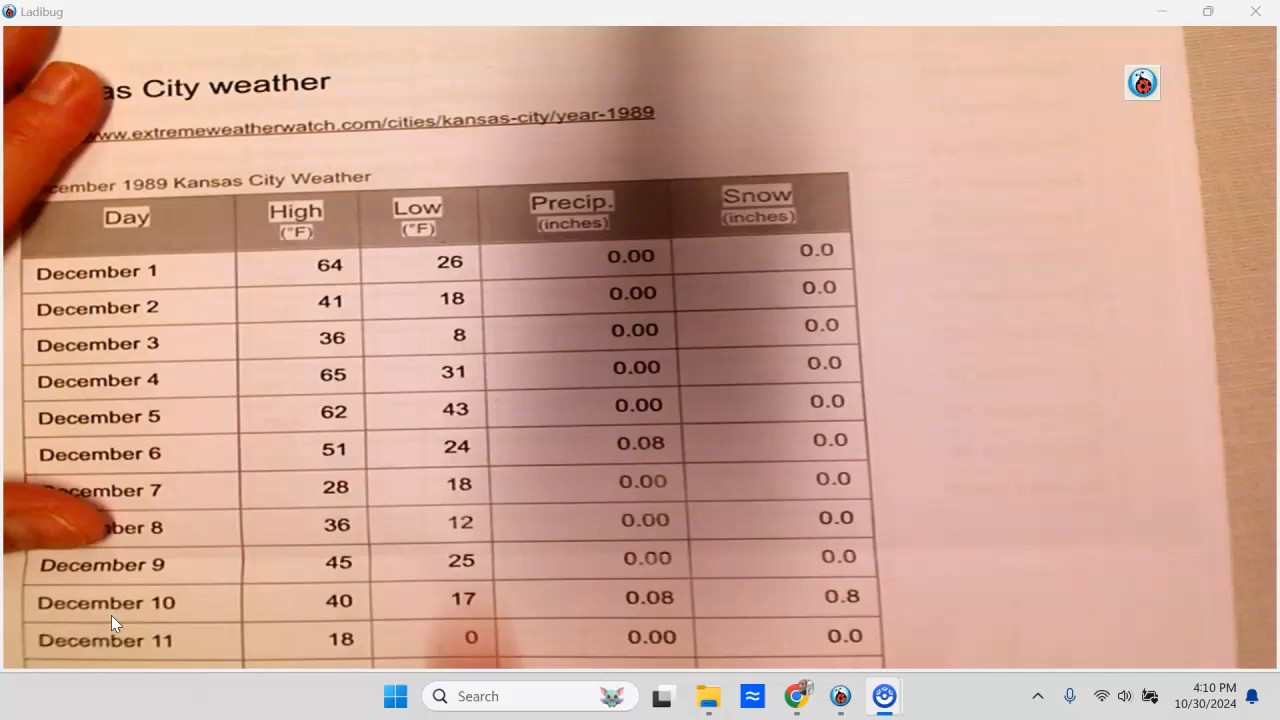 Ladibug
as City weather
www.extremeweatherwatch.com/cities/kansas-city/year-1989
cember 1989 Kansas City Weather
Day High (°F) Low (°F) Precip. (inches) Snow (inches)
December 1 64 26 0.00 0.0
December 2 41 18 0.00 0.0
December 3 36 8 0.00 0.0
December 4 65 31 0.00 0.0
December 5 62 43 0.00 0.0
December 6 51 24 0.08 0.0
cember 7 28 18 0.00 0.0
ber 8 36 12 0.00 0.0
December 9 45 25 0.00 0.0
December 10 40 17 0.08 0.8
December 11 18 0 0.00 0.0
Search
4:10 PM
10/30/2024